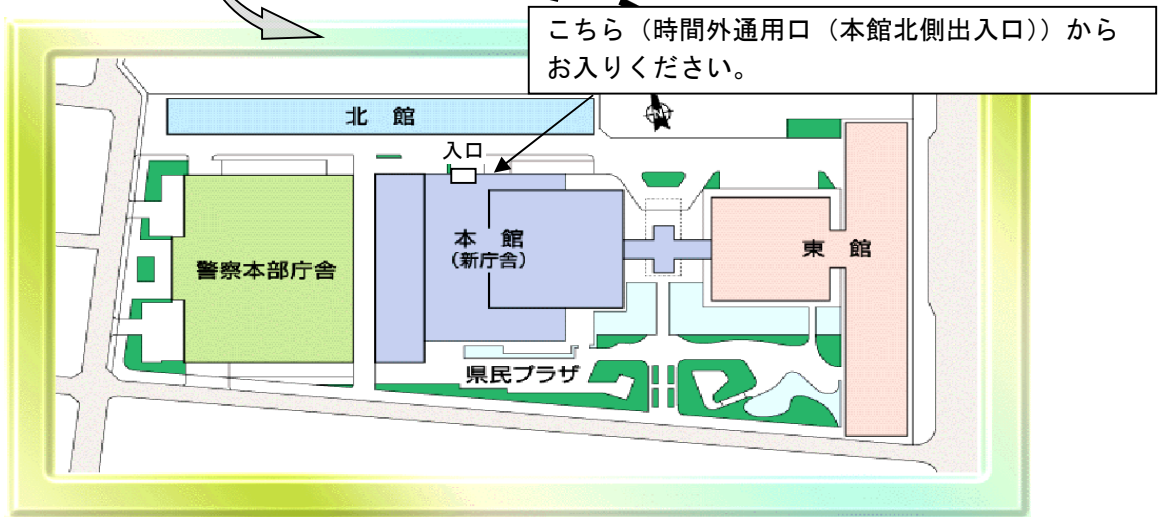 こちら（時間外通用口（本館北側出入口））から
お入りください。
北 館
入口
本 館
（新庁舎）
東 館
警察本部庁舎
県民プラザ